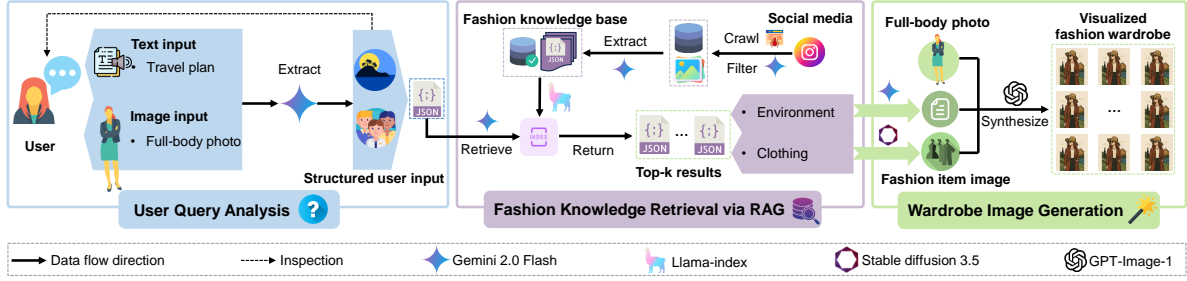 Text input
• Travel plan
Image input
• Full-body photo
User
Extract
JSON
Structured user input
User Query Analysis
Fashion knowledge base
JSON
Extract
Crawl
Filter
Social media
Retrieve
INDEX
Return
JSON
...
JSON
Top-k results
• Environment
• Clothing
Fashion Knowledge Retrieval via RAG
Full-body photo
Fashion item image
Synthesize
Visualized
fashion wardrobe
...
Wardrobe Image Generation
Data flow direction
Inspection
Gemini 2.0 Flash
Llama-index
Stable diffusion 3.5
GPT-Image-1